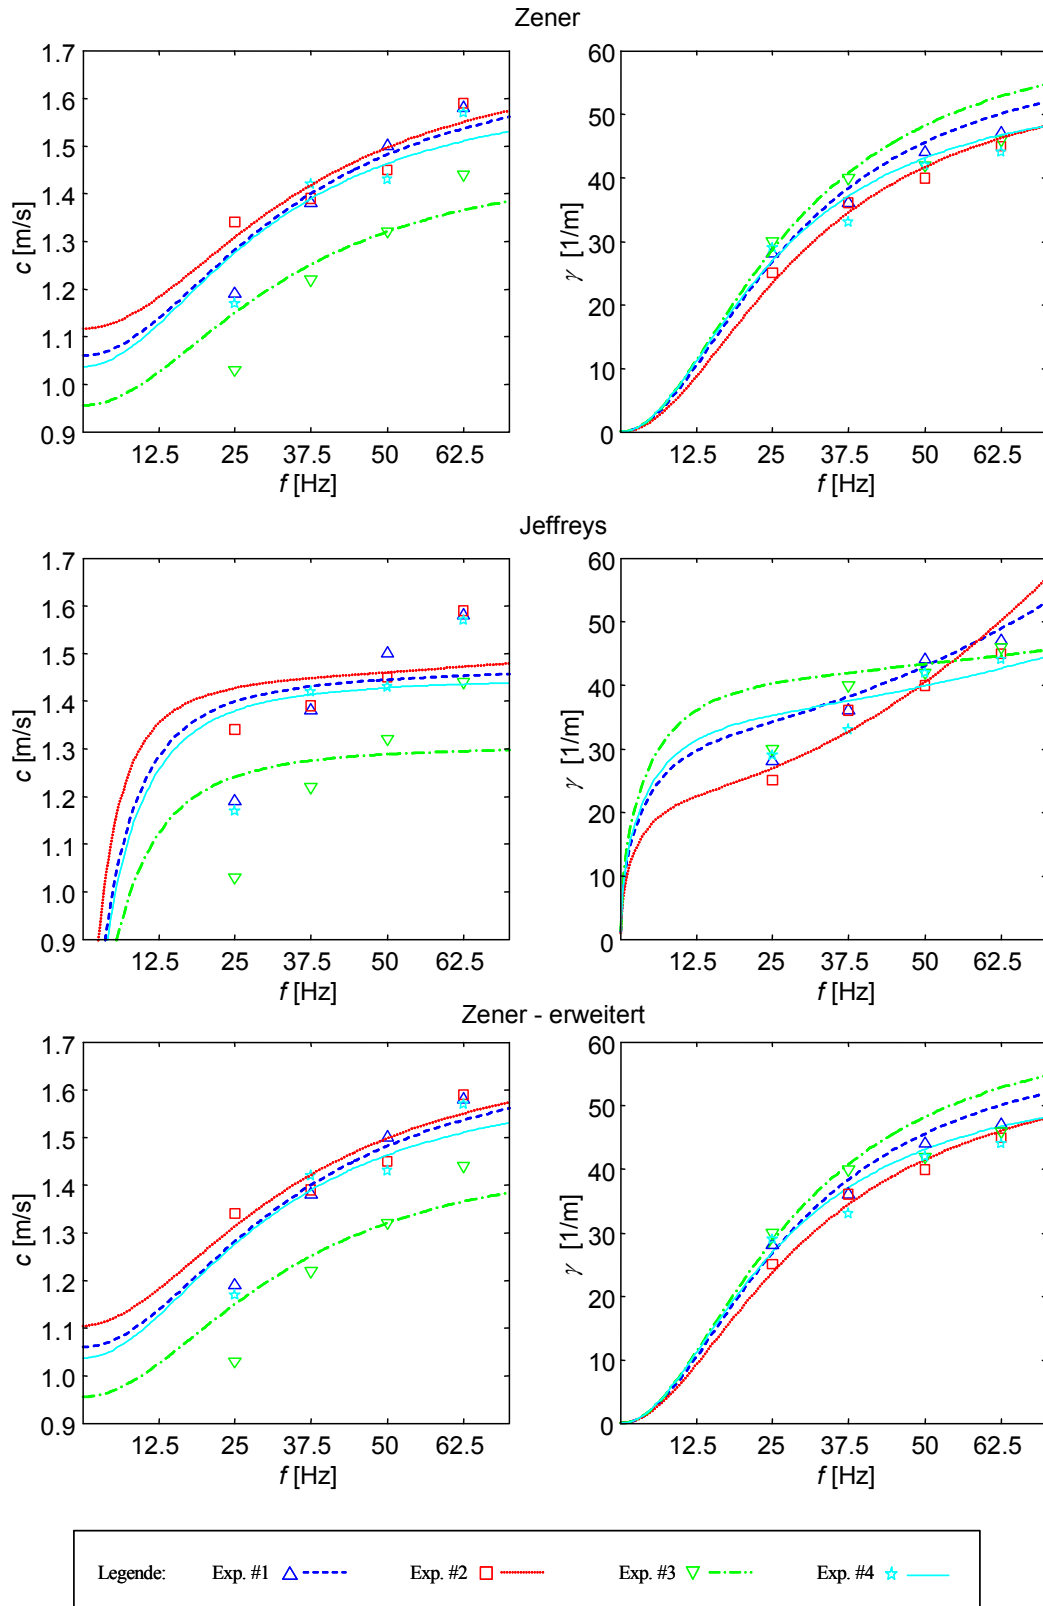 Zener
1.7
1.6
1.5
1.4
1.3
1.2
1.1
1.0
0.9
c [m/s]
12.5 25 37.5 50 62.5
f [Hz]
60
50
40
30
20
10
0
γ [1/m]
12.5 25 37.5 50 62.5
f [Hz]
Jeffreys
1.7
1.6
1.5
1.4
1.3
1.2
1.1
1.0
0.9
c [m/s]
12.5 25 37.5 50 62.5
f [Hz]
60
50
40
30
20
10
0
γ [1/m]
12.5 25 37.5 50 62.5
f [Hz]
Zener - erweitert
1.7
1.6
1.5
1.4
1.3
1.2
1.1
1.0
0.9
c [m/s]
12.5 25 37.5 50 62.5
f [Hz]
60
50
40
30
20
10
0
γ [1/m]
12.5 25 37.5 50 62.5
f [Hz]
Legende: Exp. #1 Exp. #2 Exp. #3 Exp. #4